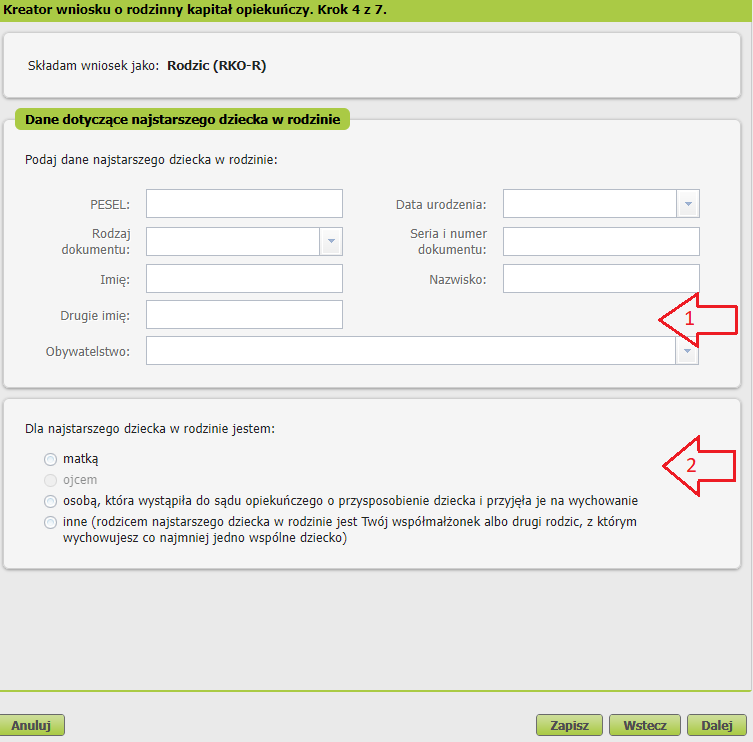 Kreator wniosku o rodzinny kapitał opiekuńczy. Krok 4 z 7.
Składam wniosek jako: Rodzic (RKO-R)
Dane dotyczące najstarszego dziecka w rodzinie
Podaj dane najstarszego dziecka w rodzinie:
PESEL: Data urodzenia:
Rodzaj dokumentu: Seria i numer dokumentu:
Imię: Nazwisko:
Drugie imię: 1
Obywatelstwo:
Dla najstarszego dziecka w rodzinie jestem:
matką
2
ojcem
osobą, która wystąpiła do sądu opiekuńczego o przysposobienie dziecka i przyjęła je na wychowanie
inne (rodzicem najstarszego dziecka w rodzinie jest Twój współmałżonek albo drugi rodzic, z którym
wychowujesz co najmniej jedno wspólne dziecko)
Anuluj Zapisz Wstecz Dalej